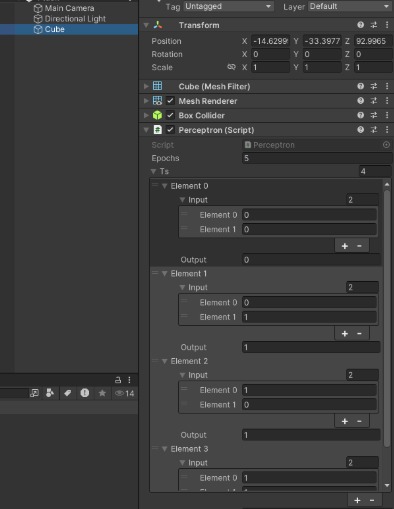 Tag Untagged Layer Default
Main Camera
Directional Light
Cube
Transform
Position X -14.6299 Y -33.3977 Z 92.9965
Rotation X 0 Y 0 Z 0
Scale X 1 Y 1 Z 1
Cube (Mesh Filter)
Mesh Renderer
Box Collider
Perceptron (Script)
Script Perceptron
Epochs 5
Ts 4
Element 0
Input 2
Element 0 0
Element 1 0
+ -
Output 0
Element 1
Input 2
Element 0 0
Element 1 1
+ -
Output 1
Element 2
Input 2
Element 0 1
Element 1 0
+ -
Output 1
Element 3
Input 2
Element 0 1
Element 1 1
+ -
14